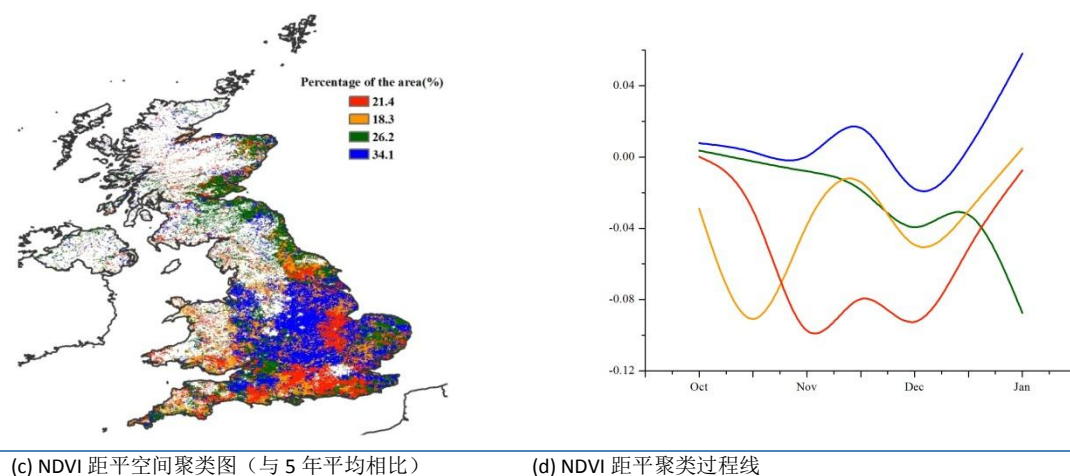 Percentage of the area(%)
21.4
18.3
26.2
34.1
0.04
0.00
-0.04
-0.08
-0.12
Oct
Nov
Dec
Jan
(c) NDVI 距平空间聚类图（与 5 年平均相比）
(d) NDVI 距平聚类过程线